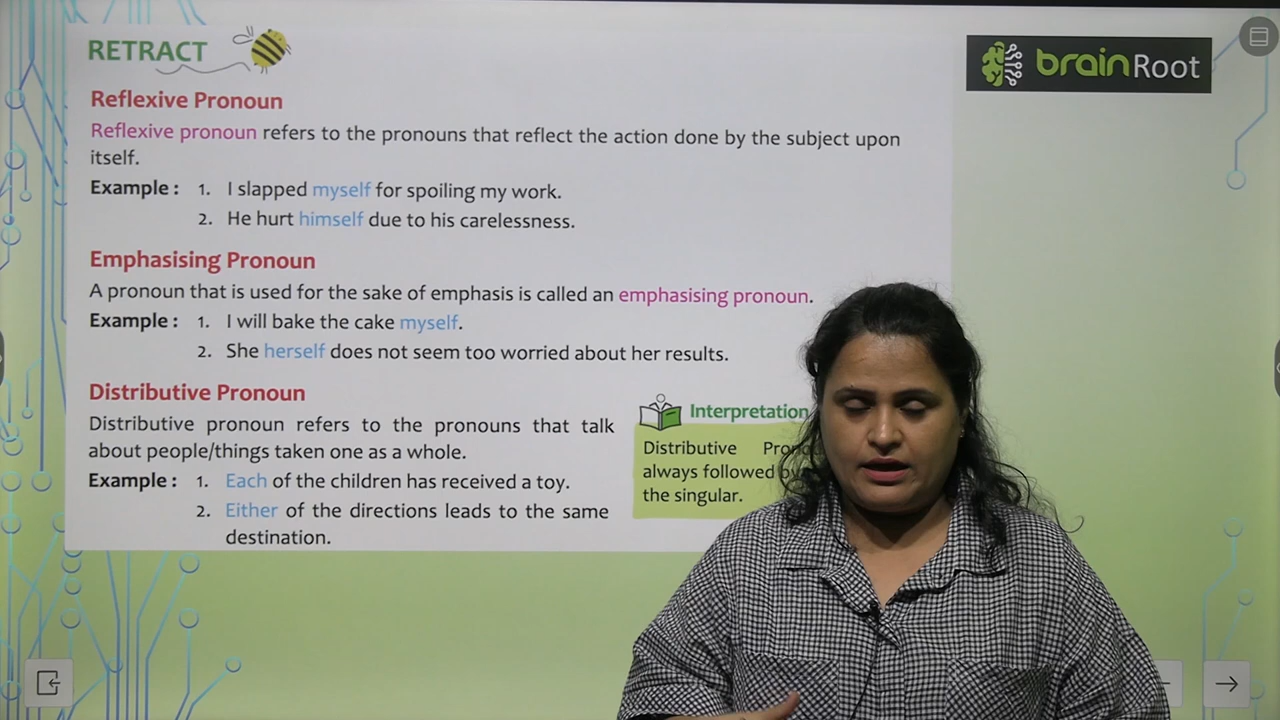 RETRACT
brainRoot
Reflexive Pronoun
Reflexive pronoun refers to the pronouns that reflect the action done by the subject upon
itself.
Example : 1. I slapped myself for spoiling my work.
2. He hurt himself due to his carelessness.
Emphasising Pronoun
A pronoun that is used for the sake of emphasis is called an emphasising pronoun.
Example : 1. I will bake the cake myself.
2. She herself does not seem too worried about her results.
Distributive Pronoun
Distributive pronoun refers to the pronouns that talk
about people/things taken one as a whole.
Example : 1. Each of the children has received a toy.
2. Either of the directions leads to the same
destination.
Interpretation
Distributive
always followed
the singular.